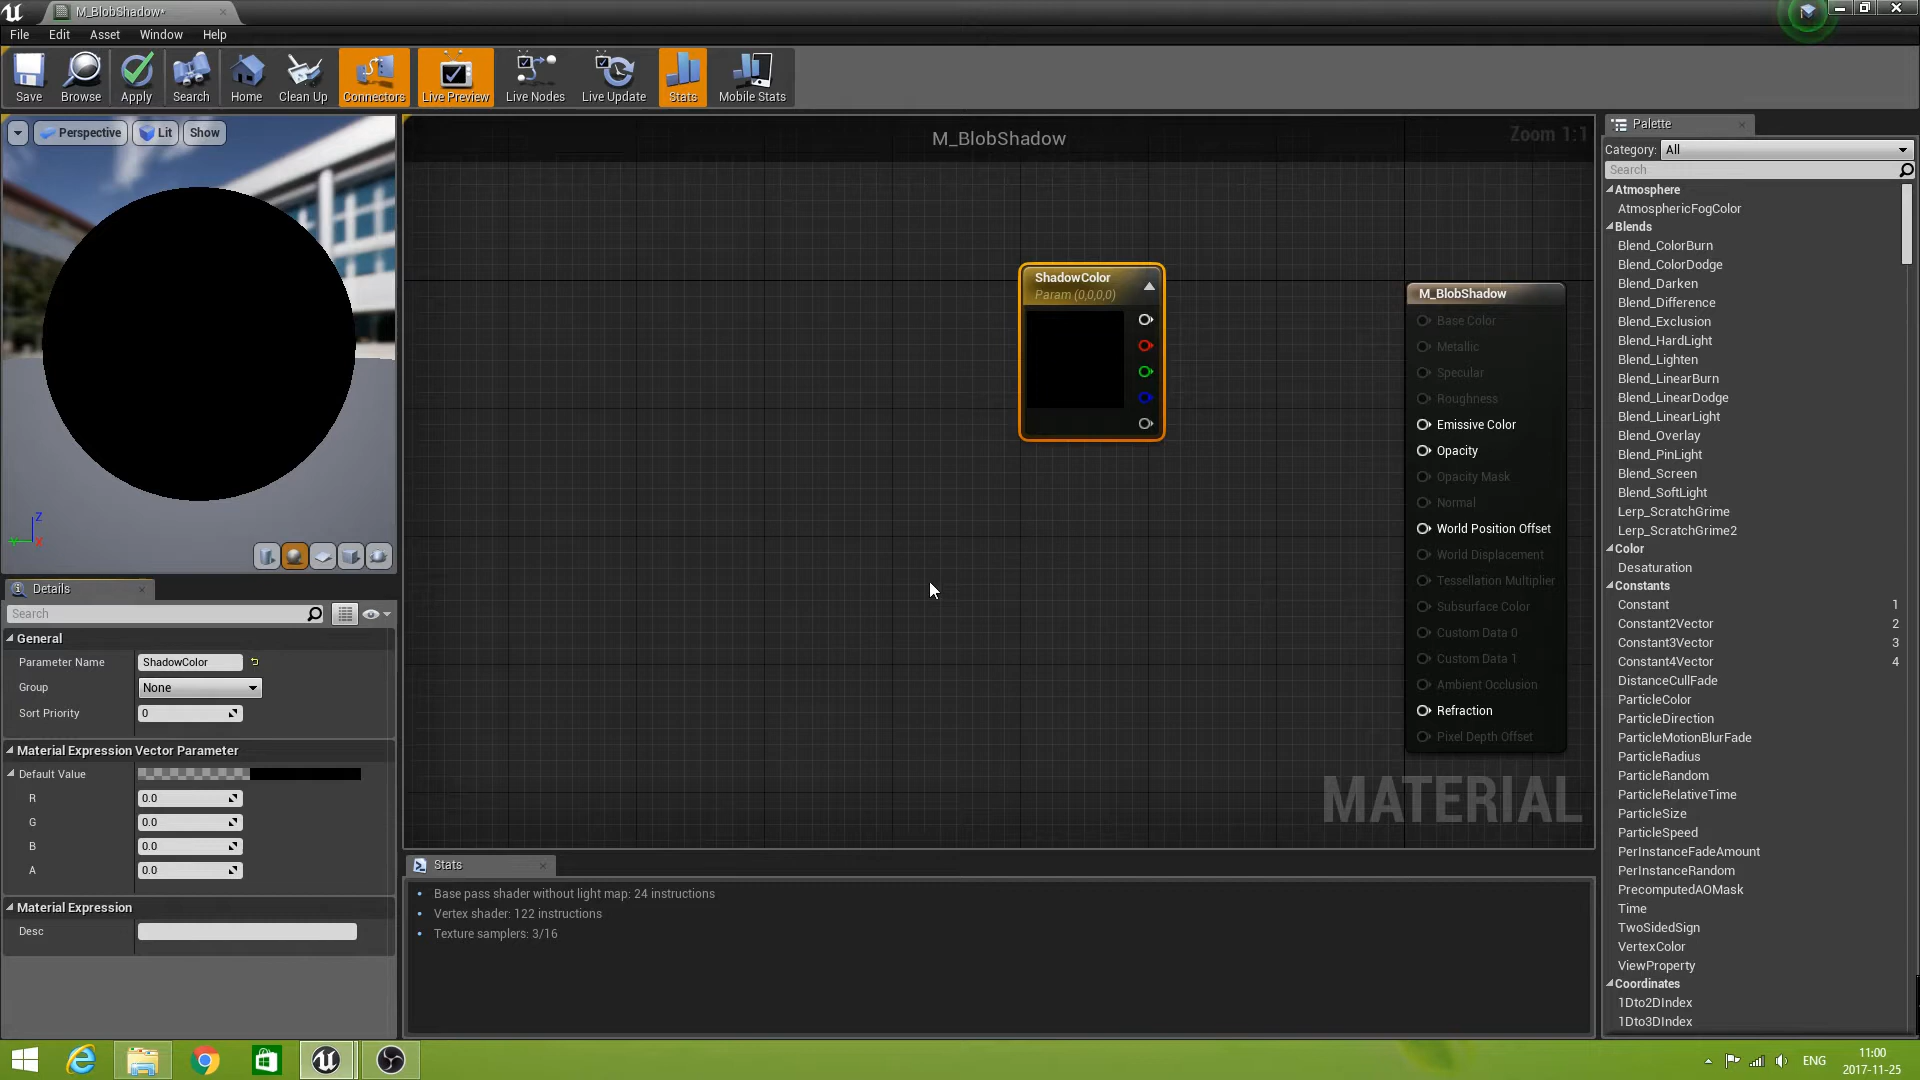 M_BlobShadow*
File Edit Asset Window Help
Save Browse Apply Search Home Clean Up Connectors Live Preview Live Nodes Live Update Stats Mobile Stats
Perspective Lit Show
Z
Y
X
Details
Search
General
Parameter Name ShadowColor
Group None
Sort Priority 0
Material Expression Vector Parameter
Default Value
R 0.0
G 0.0
B 0.0
A 0.0
Material Expression
Desc
M_BlobShadow
Zoom 1:1
ShadowColor
Param (0,0,0,0)
M_BlobShadow
Base Color
Metallic
Specular
Roughness
Emissive Color
Opacity
Opacity Mask
Normal
World Position Offset
World Displacement
Tessellation Multiplier
Subsurface Color
Custom Data 0
Custom Data 1
Ambient Occlusion
Refraction
Pixel Depth Offset
MATERIAL
Stats
Base pass shader without light map: 24 instructions
Vertex shader: 122 instructions
Texture samplers: 3/16
Palette
Category: All
Search
Atmosphere
AtmosphericFogColor
Blends
Blend_ColorBurn
Blend_ColorDodge
Blend_Darken
Blend_Difference
Blend_Exclusion
Blend_HardLight
Blend_Lighten
Blend_LinearBurn
Blend_LinearDodge
Blend_LinearLight
Blend_Overlay
Blend_PinLight
Blend_Screen
Blend_SoftLight
Lerp_ScratchGrime
Lerp_ScratchGrime2
Color
Desaturation
Constants
Constant 1
Constant2Vector 2
Constant3Vector 3
Constant4Vector 4
DistanceCullFade
ParticleColor
ParticleDirection
ParticleMotionBlurFade
ParticleRadius
ParticleRandom
ParticleRelativeTime
ParticleSize
ParticleSpeed
PerInstanceFadeAmount
PerInstanceRandom
PrecomputedAOMask
Time
TwoSidedSign
VertexColor
ViewProperty
Coordinates
1Dto2DIndex
1Dto3DIndex
ENG
11:00
2017-11-25